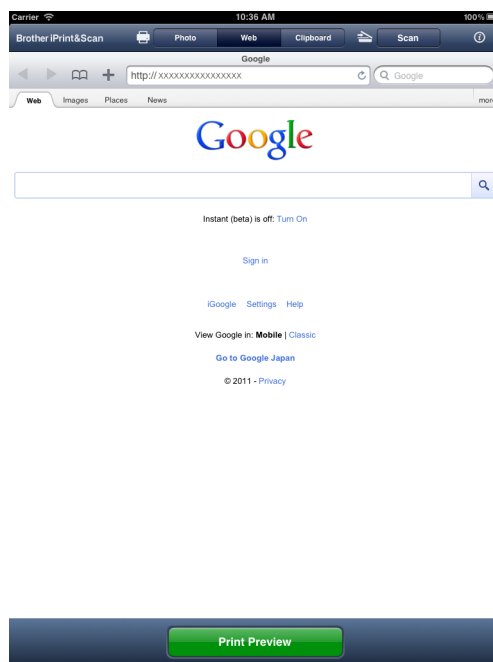 Carrier 10:36 AM 100%
Brother iPrint&Scan Photo Web Clipboard Scan i
Google
http:// XXXXXXXXXXXXXXXX Google
Web Images Places News more
Google
Instant (beta) is off: Turn On
Sign in
iGoogle Settings Help
View Google in: Mobile | Classic
Go to Google Japan
© 2011 - Privacy
Print Preview